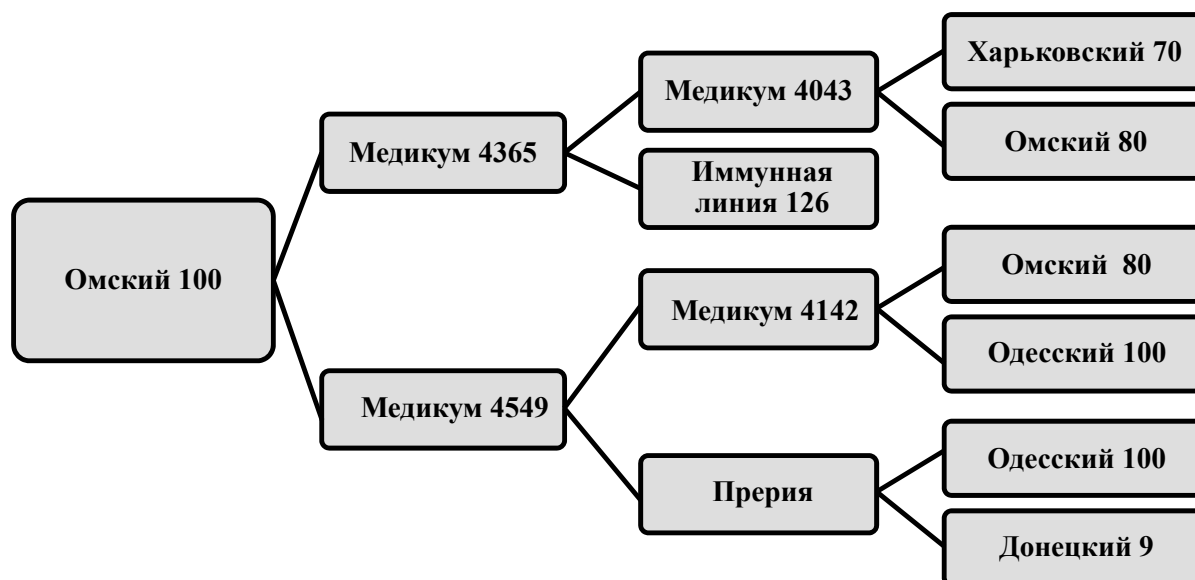 Харьковский 70
Медикум 4043
Омский 80
Медикум 4365
Иммунная
линия 126
Омский 100
Омский 80
Медикум 4142
Одесский 100
Медикум 4549
Одесский 100
Прерия
Донецкий 9